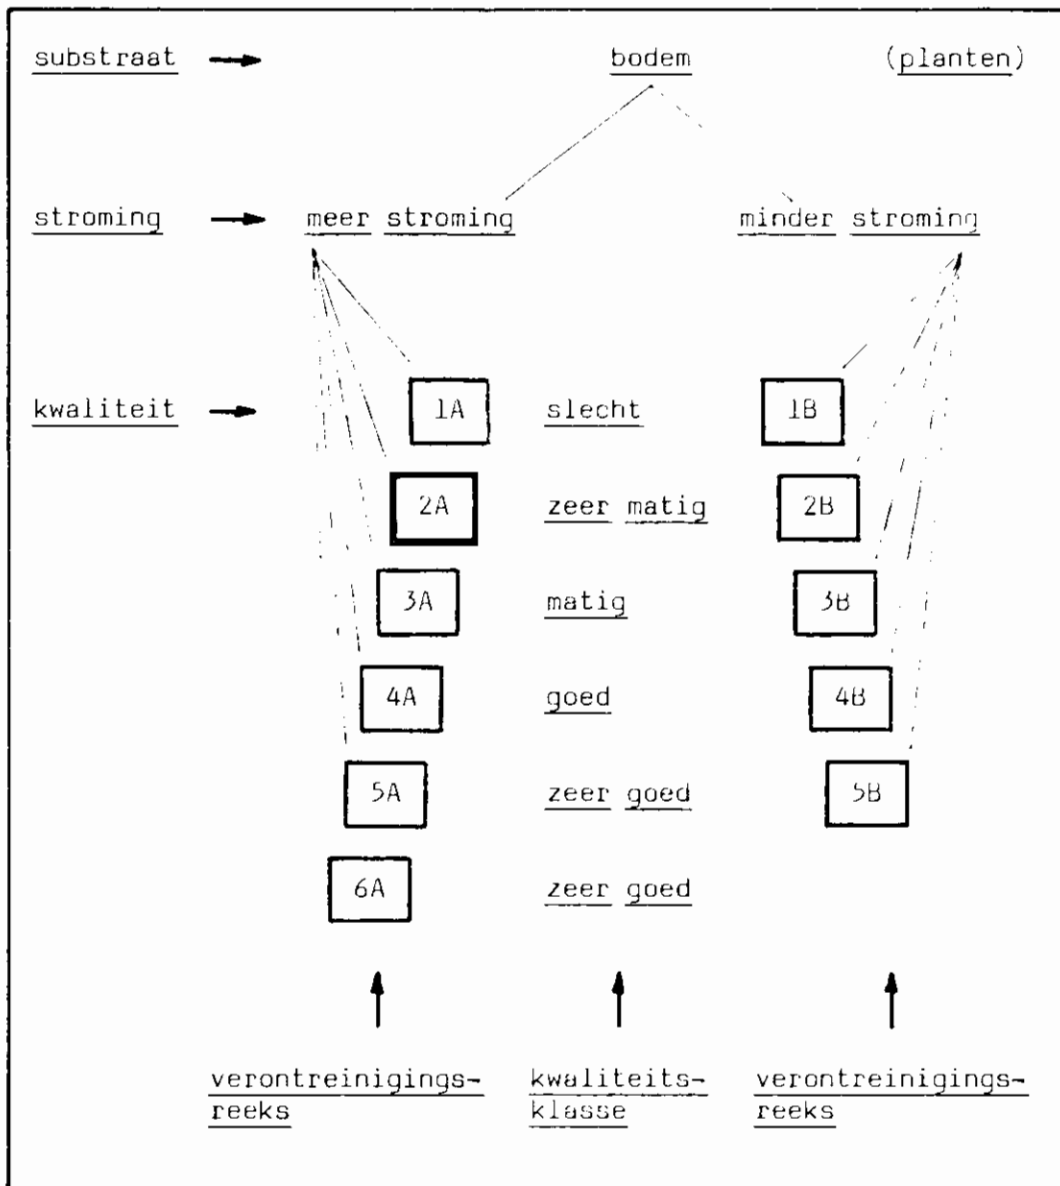 substraat bodem (planten)
stroming meer stroming minder stroming
kwaliteit 1A slecht 1B
2A zeer matig 2B
3A matig 3B
4A goed 4B
5A zeer goed 5B
6A zeer goed
verontreinigings- kwaliteits- verontreinigings-
reeks klasse reeks